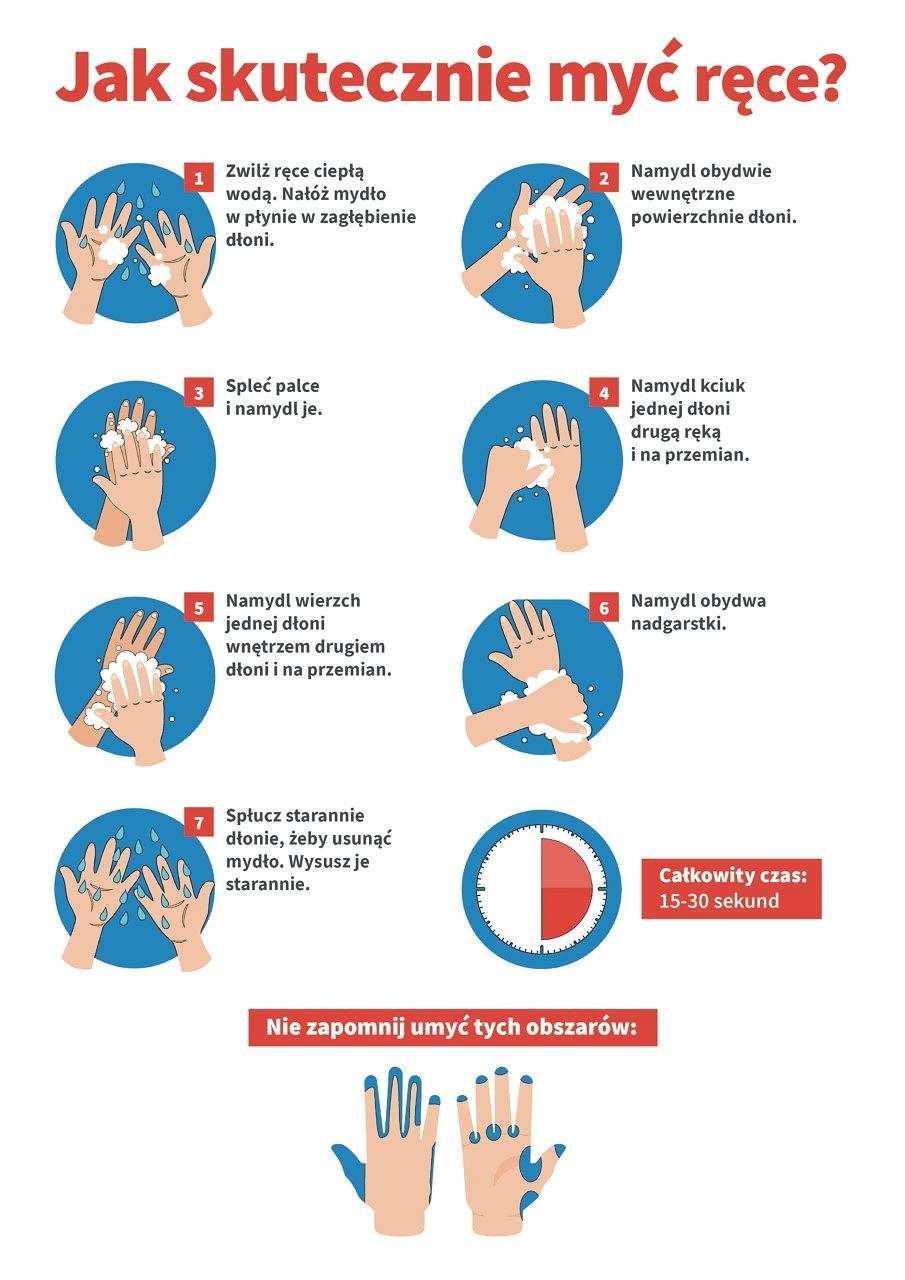 Jak skutecznie myć ręce?
1
Zwilż ręce ciepłą
wodą. Nałóż mydło
w płynie w zagłębienie
dłoni.
2
Namydl obydwie
wewnętrzne
powierzchnie dłoni.
3
Spleć palce
i namydl je.
4
Namydl kciuk
jednej dłoni
drugą ręką
i na przemian.
5
Namydl wierzch
jednej dłoni
wnętrzem drugiem
dłoni i na przemian.
6
Namydl obydwa
nadgarstki.
7
Spłucz starannie
dłonie, żeby usunąć
mydło. Wysusz je
starannie.
Całkowity czas:
15-30 sekund
Nie zapomnij umyć tych obszarów: